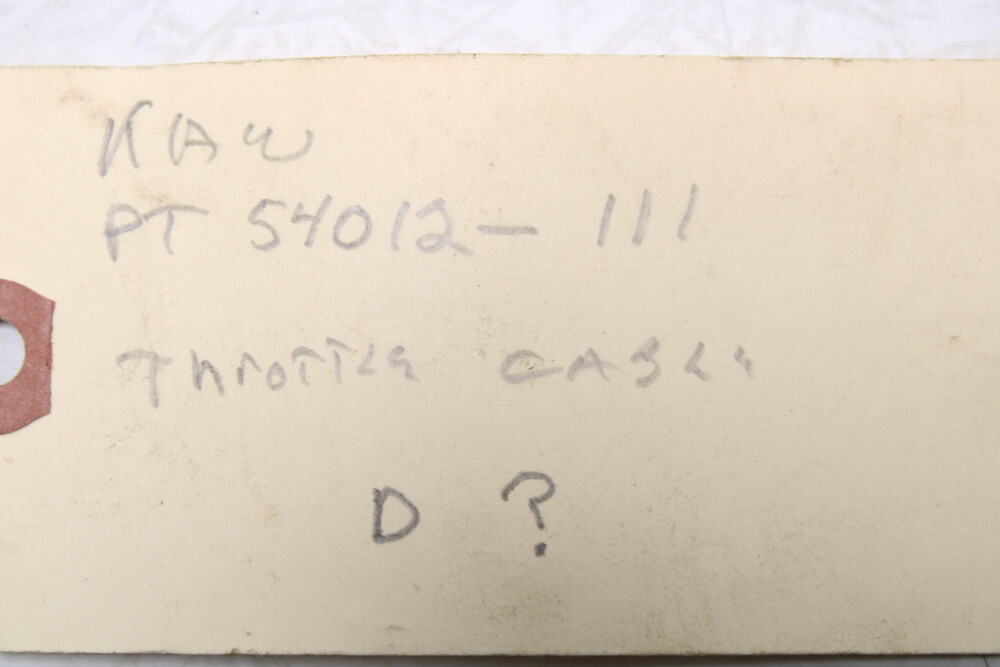 KAW
PT 54012-111
Throttle CABLE
D ?